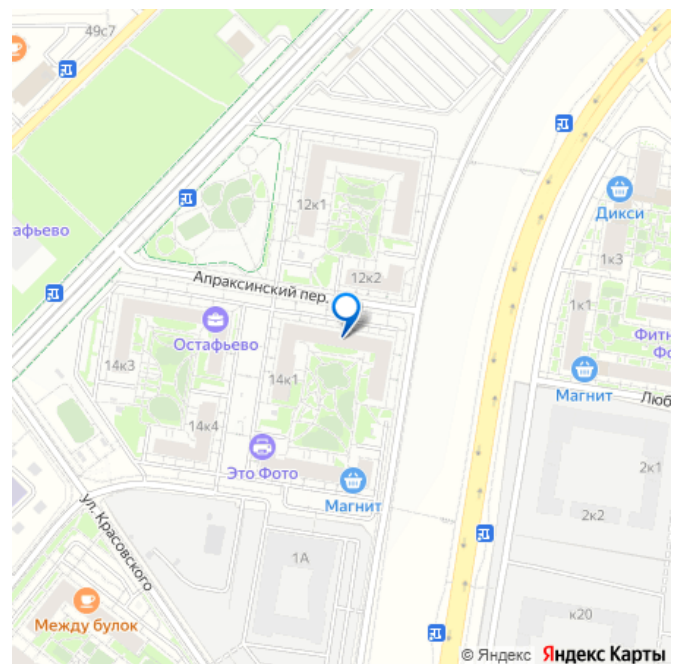 49с7
12к1
Дикси
1к3
афьево
12к2
Апраксинский пер.
1к1
Остафьево
Фитн
Фо
14к3
14к1
Магнит
Люб
14к4
Это Фото
2к1
Магнит
2к2
ул. Красовского
1А
к20
Между булок
© Яндекс Яндекс Карты